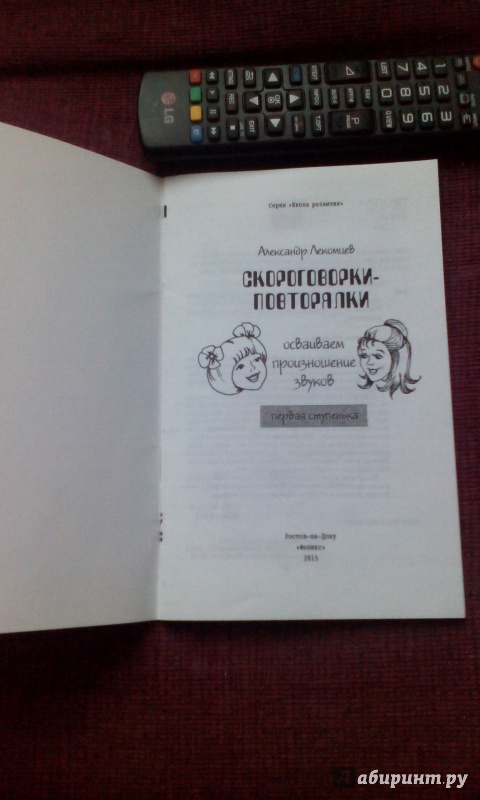 LG
Серия «Школа развития»
Александр Лекомцев
СКОРОГОВОРКИ-
ПОВТОРЯЛКИ
осваиваем
произношение
звуков
первая ступенька
Ростов-на-Дону
«Феникс»
2015
Лабиринт.ру